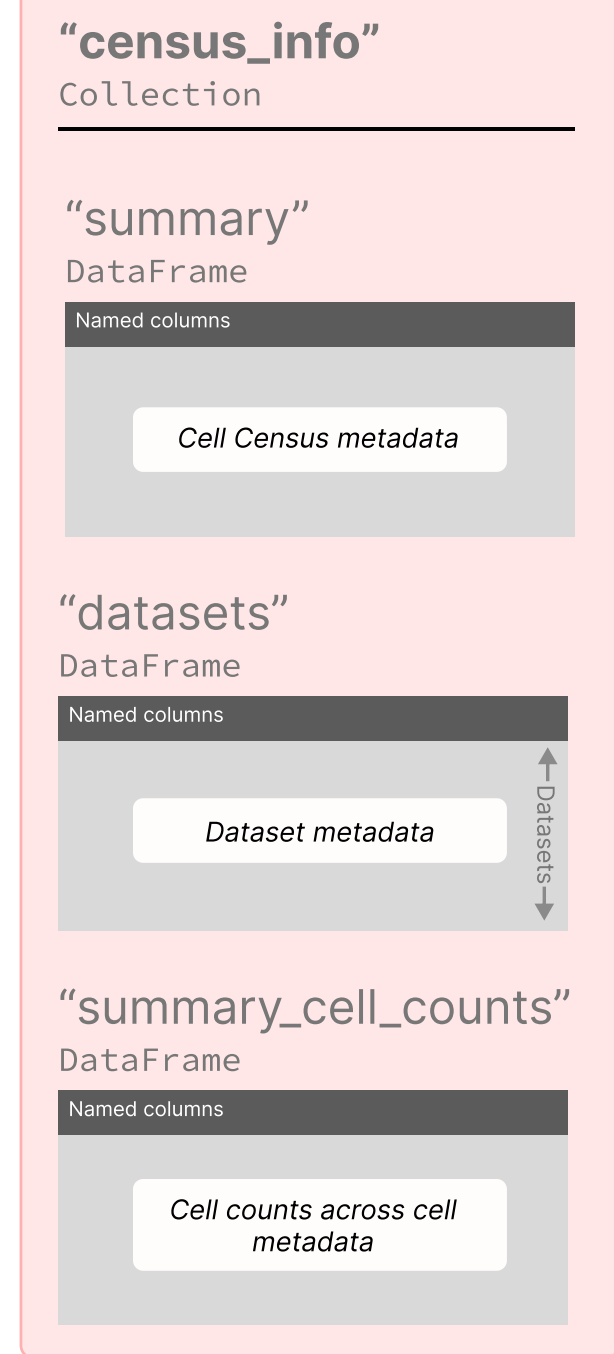 “census_info”
Collection
“summary”
DataFrame
Named columns
Cell Census metadata
“datasets”
DataFrame
Named columns
Dataset metadata
Datasets
“summary_cell_counts”
DataFrame
Named columns
Cell counts across cell
metadata